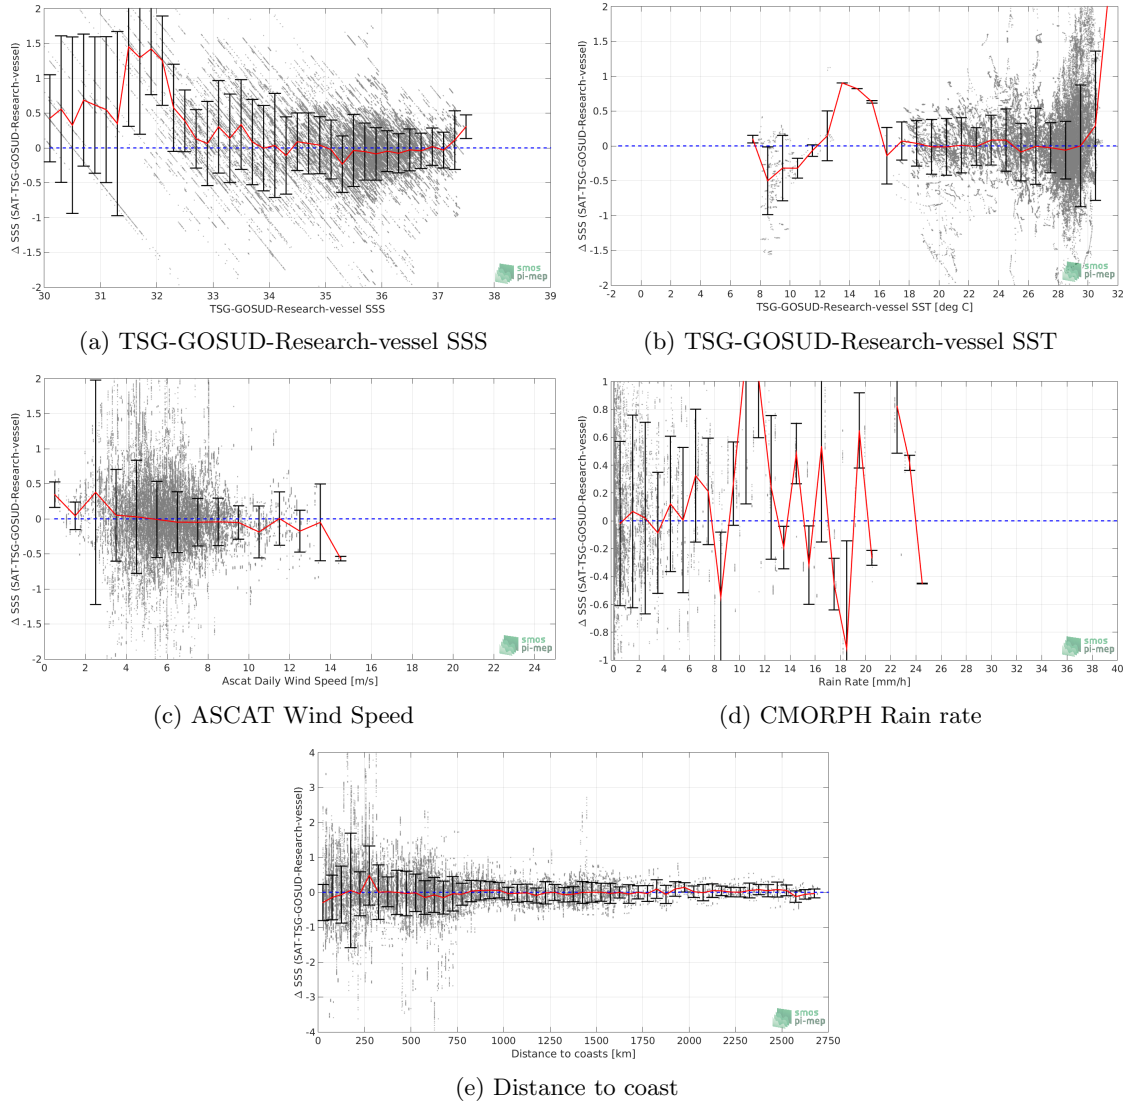 Δ SSS (SAT-TSG-GOSUD-Research-vessel)
2
1.5
1
0.5
0
-0.5
-1
-1.5
-2
30 31 32 33 34 35 36 37 38 39
TSG-GOSUD-Research-vessel SSS
smos
pi-mep
(a) TSG-GOSUD-Research-vessel SSS
Δ SSS (SAT-TSG-GOSUD-Research-vessel)
2
1.5
1
0.5
0
-0.5
-1
-1.5
-2
-2 0 2 4 6 8 10 12 14 16 18 20 22 24 26 28 30 32
TSG-GOSUD-Research-vessel SST [deg C]
smos
pi-mep
(b) TSG-GOSUD-Research-vessel SST
Δ SSS (SAT-TSG-GOSUD-Research-vessel)
2
1.5
1
0.5
0
-0.5
-1
-1.5
-2
0 2 4 6 8 10 12 14 16 18 20 22 24
Ascat Daily Wind Speed [m/s]
smos
pi-mep
(c) ASCAT Wind Speed
Δ SSS (SAT-TSG-GOSUD-Research-vessel)
1
0.8
0.6
0.4
0.2
0
-0.2
-0.4
-0.6
-0.8
-1
0 2 4 6 8 10 12 14 16 18 20 22 24 26 28 30 32 34 36 38 40
Rain Rate [mm/h]
smos
pi-mep
(d) CMORPH Rain rate
Δ SSS (SAT-TSG-GOSUD-Research-vessel)
4
3
2
1
0
-1
-2
-3
-4
0 250 500 750 1000 1250 1500 1750 2000 2250 2500 2750
Distance to coasts [km]
smos
pi-mep
(e) Distance to coast